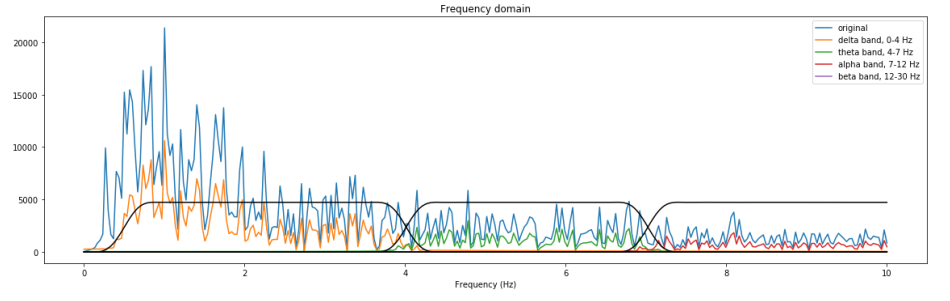 Frequency domain
original
delta band, 0-4 Hz
theta band, 4-7 Hz
alpha band, 7-12 Hz
beta band, 12-30 Hz
20000
15000
10000
5000
0
0
2
4
6
8
10
Frequency (Hz)